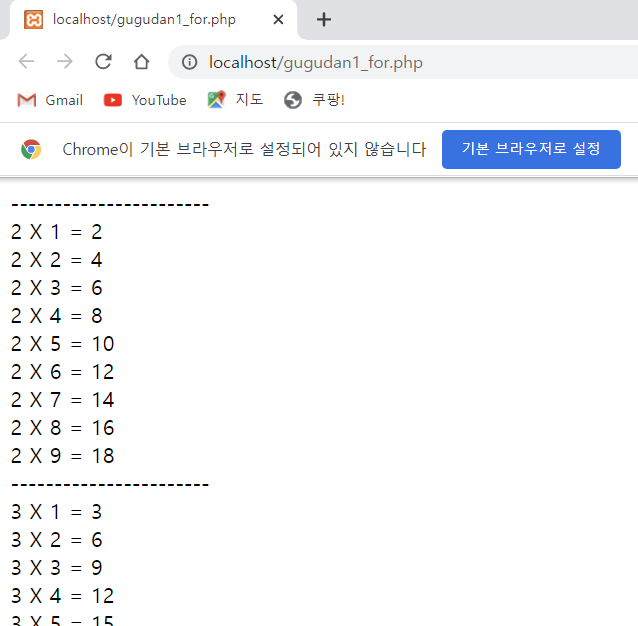 localhost/gugudan1_for.php
localhost/gugudan1_for.php
Gmail YouTube 지도 쿠팡!
Chrome이 기본 브라우저로 설정되어 있지 않습니다 기본 브라우저로 설정
-----------------------
2 X 1 = 2
2 X 2 = 4
2 X 3 = 6
2 X 4 = 8
2 X 5 = 10
2 X 6 = 12
2 X 7 = 14
2 X 8 = 16
2 X 9 = 18
-----------------------
3 X 1 = 3
3 X 2 = 6
3 X 3 = 9
3 X 4 = 12
3 X 5 = 15